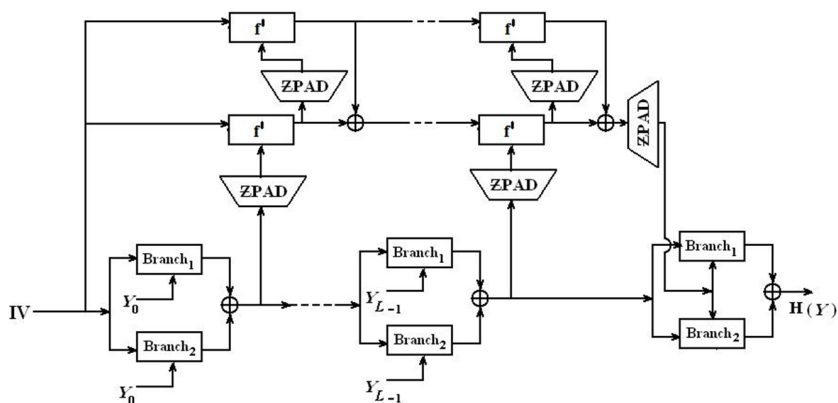 f' f'
ZPAD ZPAD
f' f' ZPAD
ZPAD ZPAD
Branch₁ Branch₁ Branch₁
IV Y₀ Y_{L-1} H(Y)
Branch₂ Branch₂ Branch₂
Y₀ Y_{L-1}